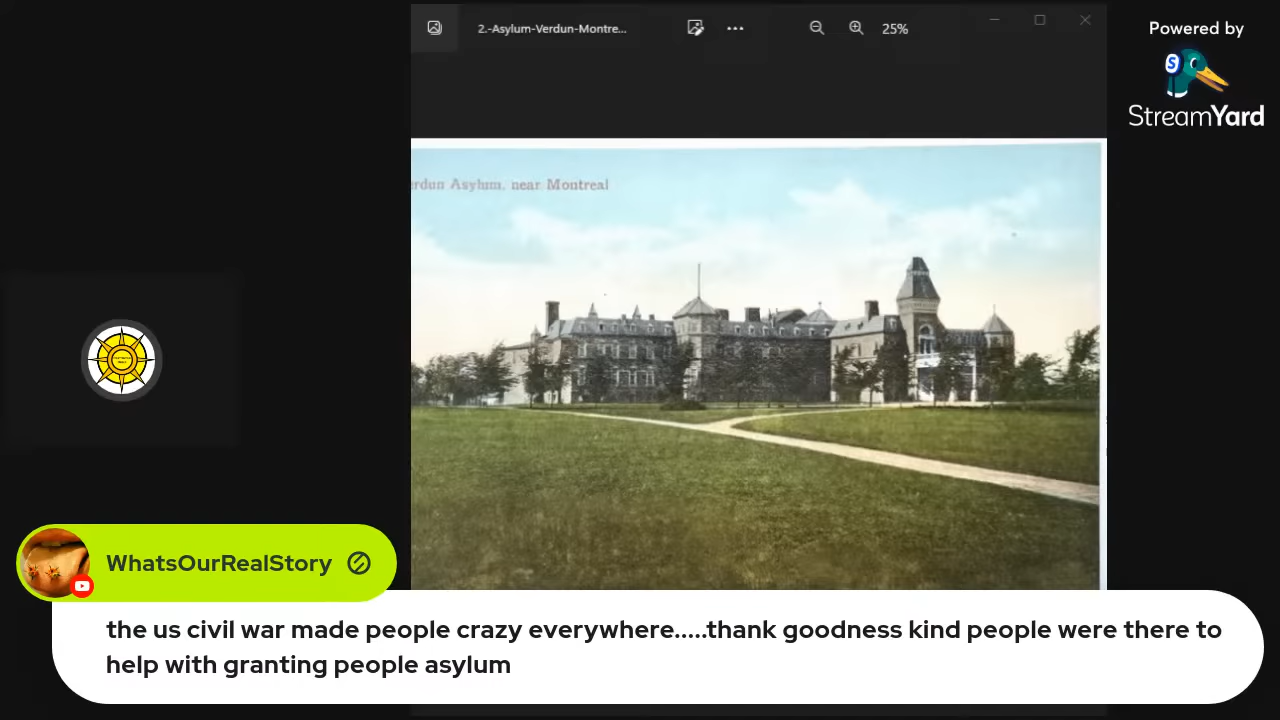 2.-Asylum-Verdun-Montre...
25%
Powered by
StreamYard
erdun Asylum, near Montreal
WhatsOurRealStory
the us civil war made people crazy everywhere.....thank goodness kind people were there to
help with granting people asylum